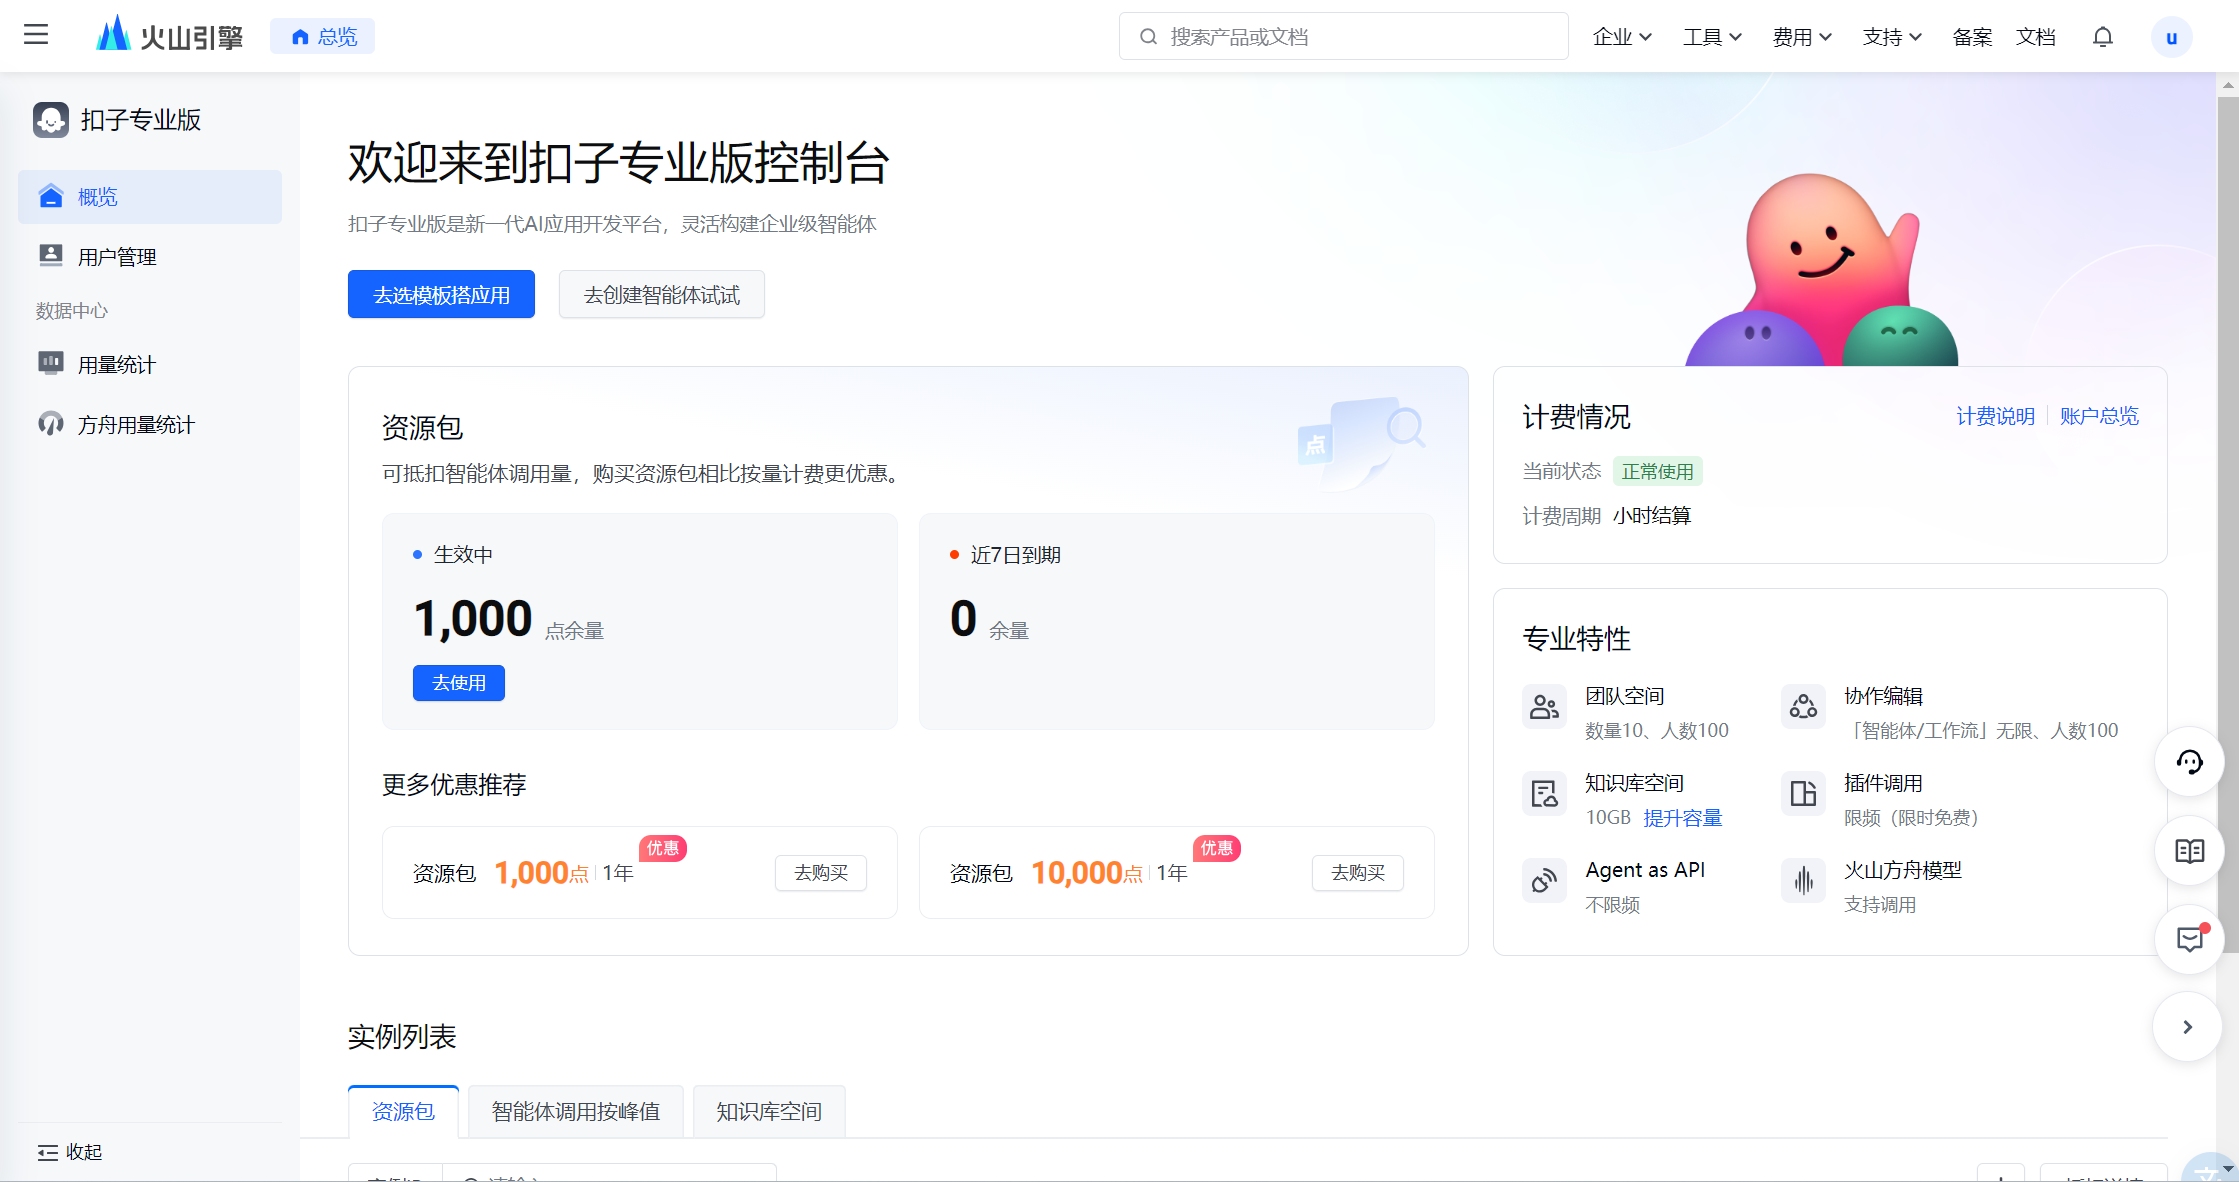 火山引擎
总览
搜索产品或文档
企业
工具
费用
支持
备案
文档
u
扣子专业版
概览
用户管理
数据中心
用量统计
方舟用量统计
收起
欢迎来到扣子专业版控制台
扣子专业版是新一代AI应用开发平台，灵活构建企业级智能体
去选模板搭应用
去创建智能体试试
资源包
可抵扣智能体调用量，购买资源包相比按量计费更优惠。
点
生效中
1,000 点余量
去使用
近7日到期
0 余量
更多优惠推荐
资源包 1,000点 1年 优惠
去购买
资源包 10,000点 1年 优惠
去购买
计费情况
计费说明
账户总览
当前状态 正常使用
计费周期 小时结算
专业特性
团队空间
数量10、人数100
协作编辑
「智能体/工作流」无限、人数100
知识库空间
10GB 提升容量
插件调用
限频（限时免费）
Agent as API
不限频
火山方舟模型
支持调用
实例列表
资源包
智能体调用按峰值
知识库空间